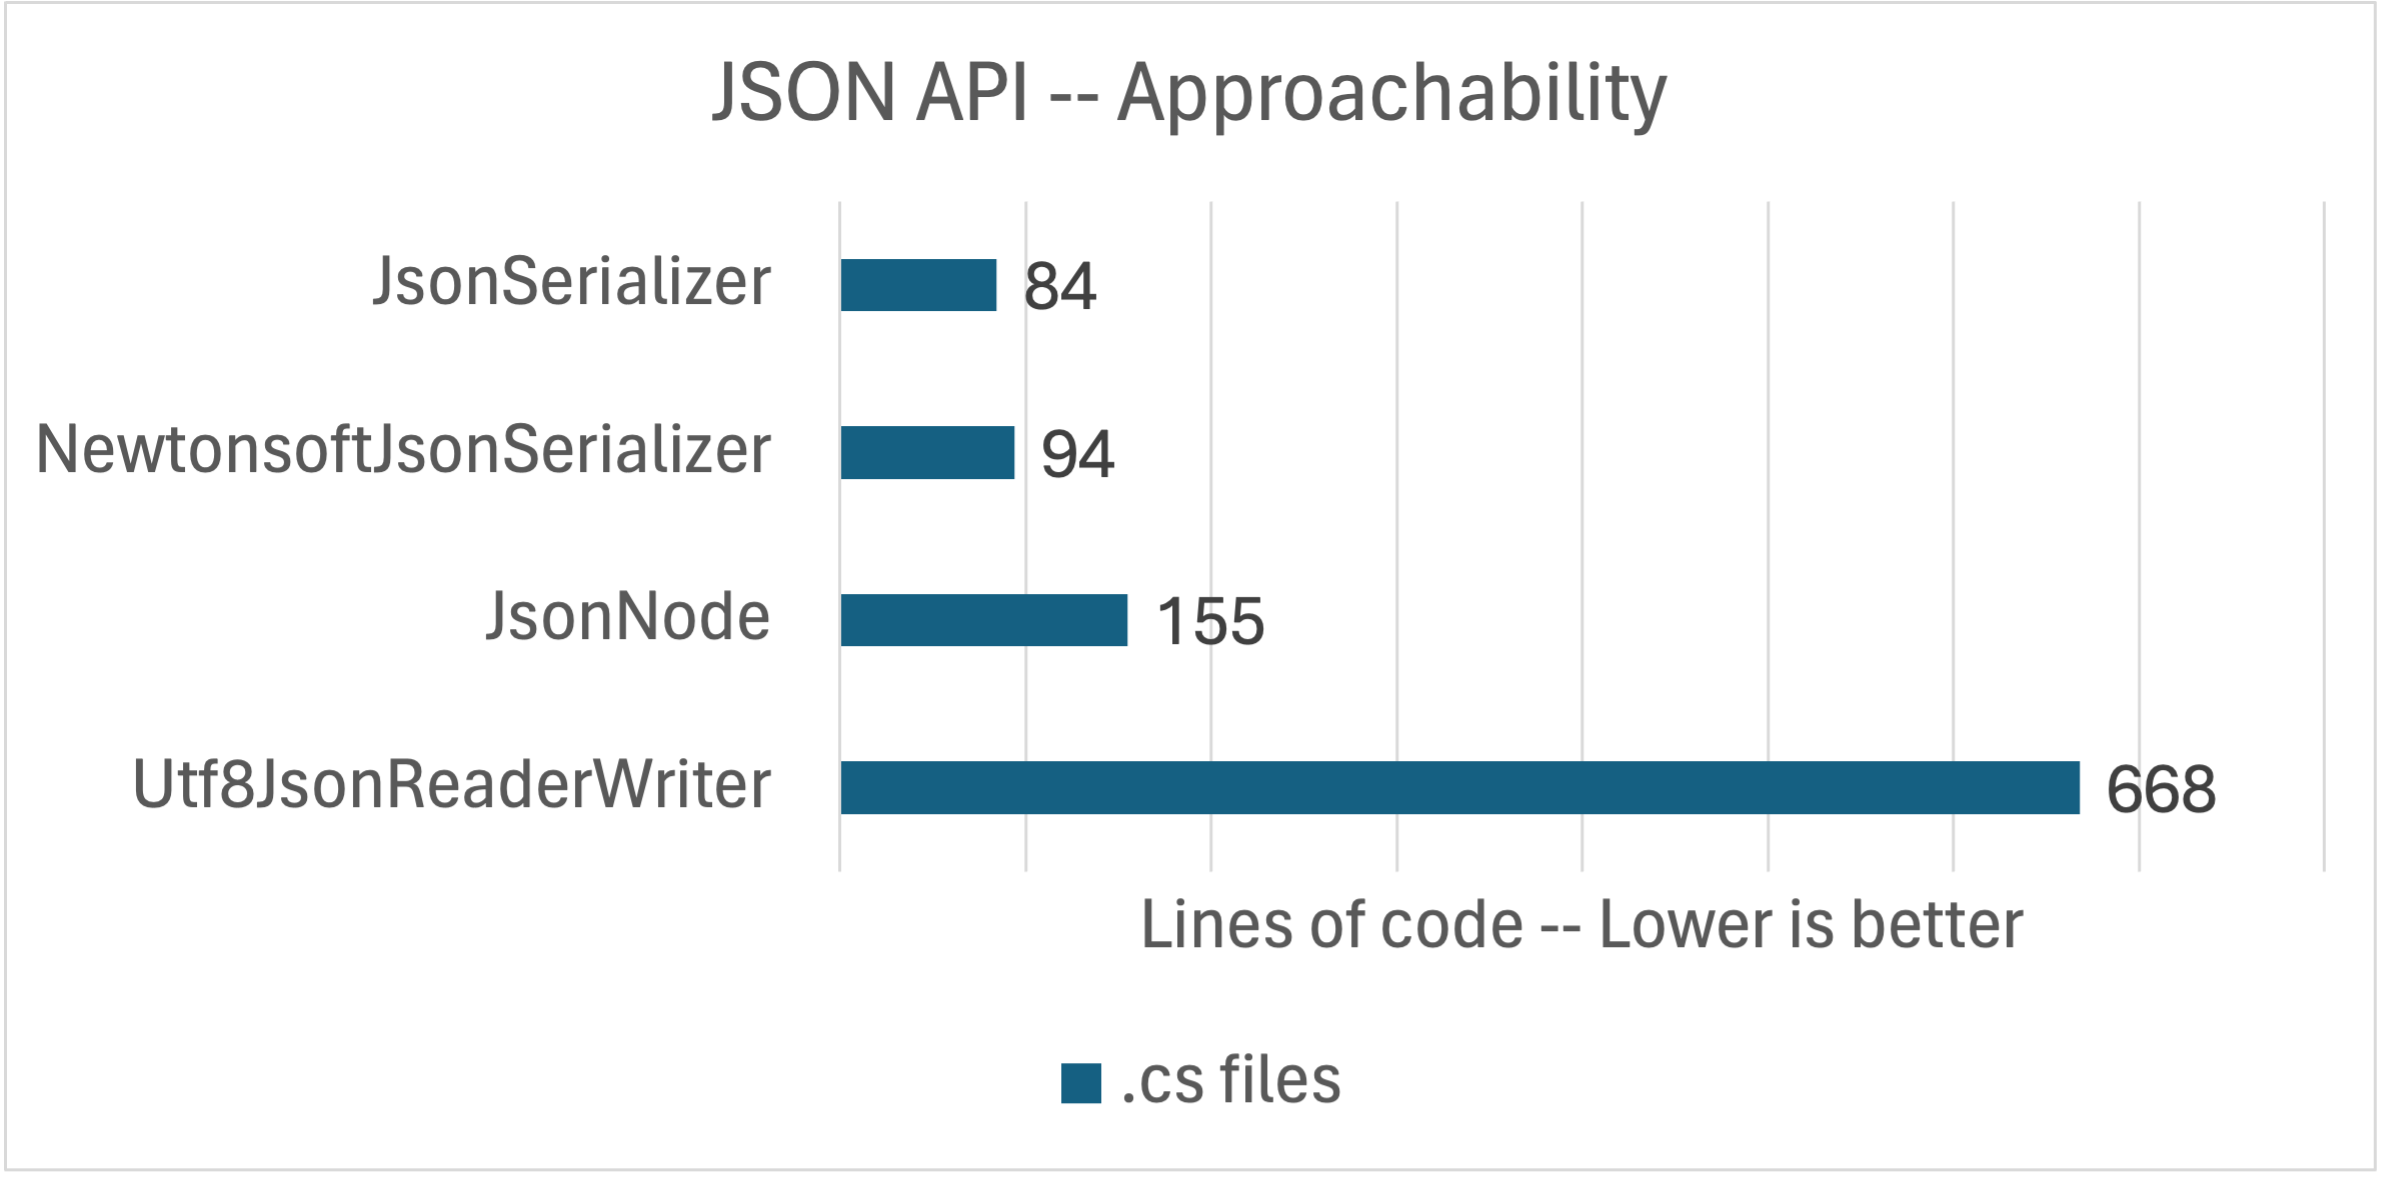 JSON API -- Approachability
JsonSerializer
84
NewtonsoftJsonSerializer
94
JsonNode
155
Utf8JsonReaderWriter
668
Lines of code -- Lower is better
.cs files